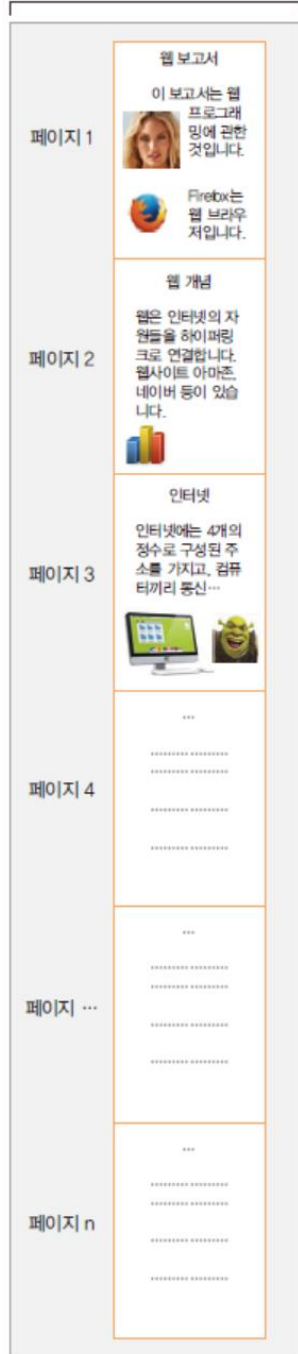 페이지 1
웹 보고서
이 보고서는 웹
프로그래
밍에 관한
것입니다.
Firefox는
웹 브라우
저입니다.
페이지 2
웹 개념
웹은 인터넷의 자
원들을 하이퍼링
크로 연결합니다.
웹사이트 아마존,
네이버 등이 있습
니다.
페이지 3
인터넷
인터넷에는 4개의
정수로 구성된 주
소를 가지고, 컴퓨
터끼리 통신…
페이지 4
...
..................
..................
..................
..................
페이지 …
...
..................
..................
..................
..................
페이지 n
...
..................
..................
..................
..................